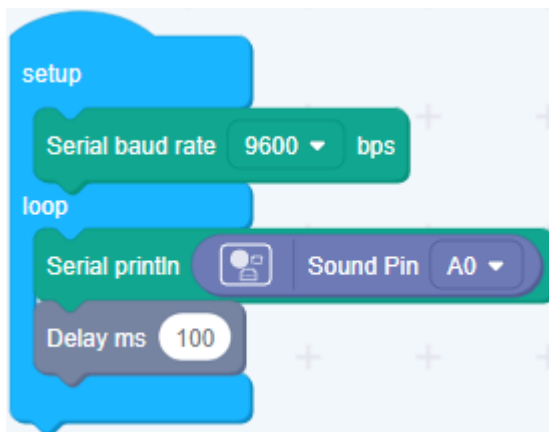 setup
Serial baud rate 9600 bps
loop
Serial println Sound Pin A0
Delay ms 100